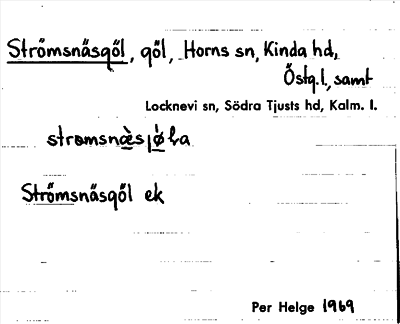 Strömsnäsgöl, göl, Horns sn, Kinda hd,
Östg. l., samt
Locknevi sn, Södra Tjusts hd, Kalm. l.
Strömsnäsgöl ek
Per Helge 1969